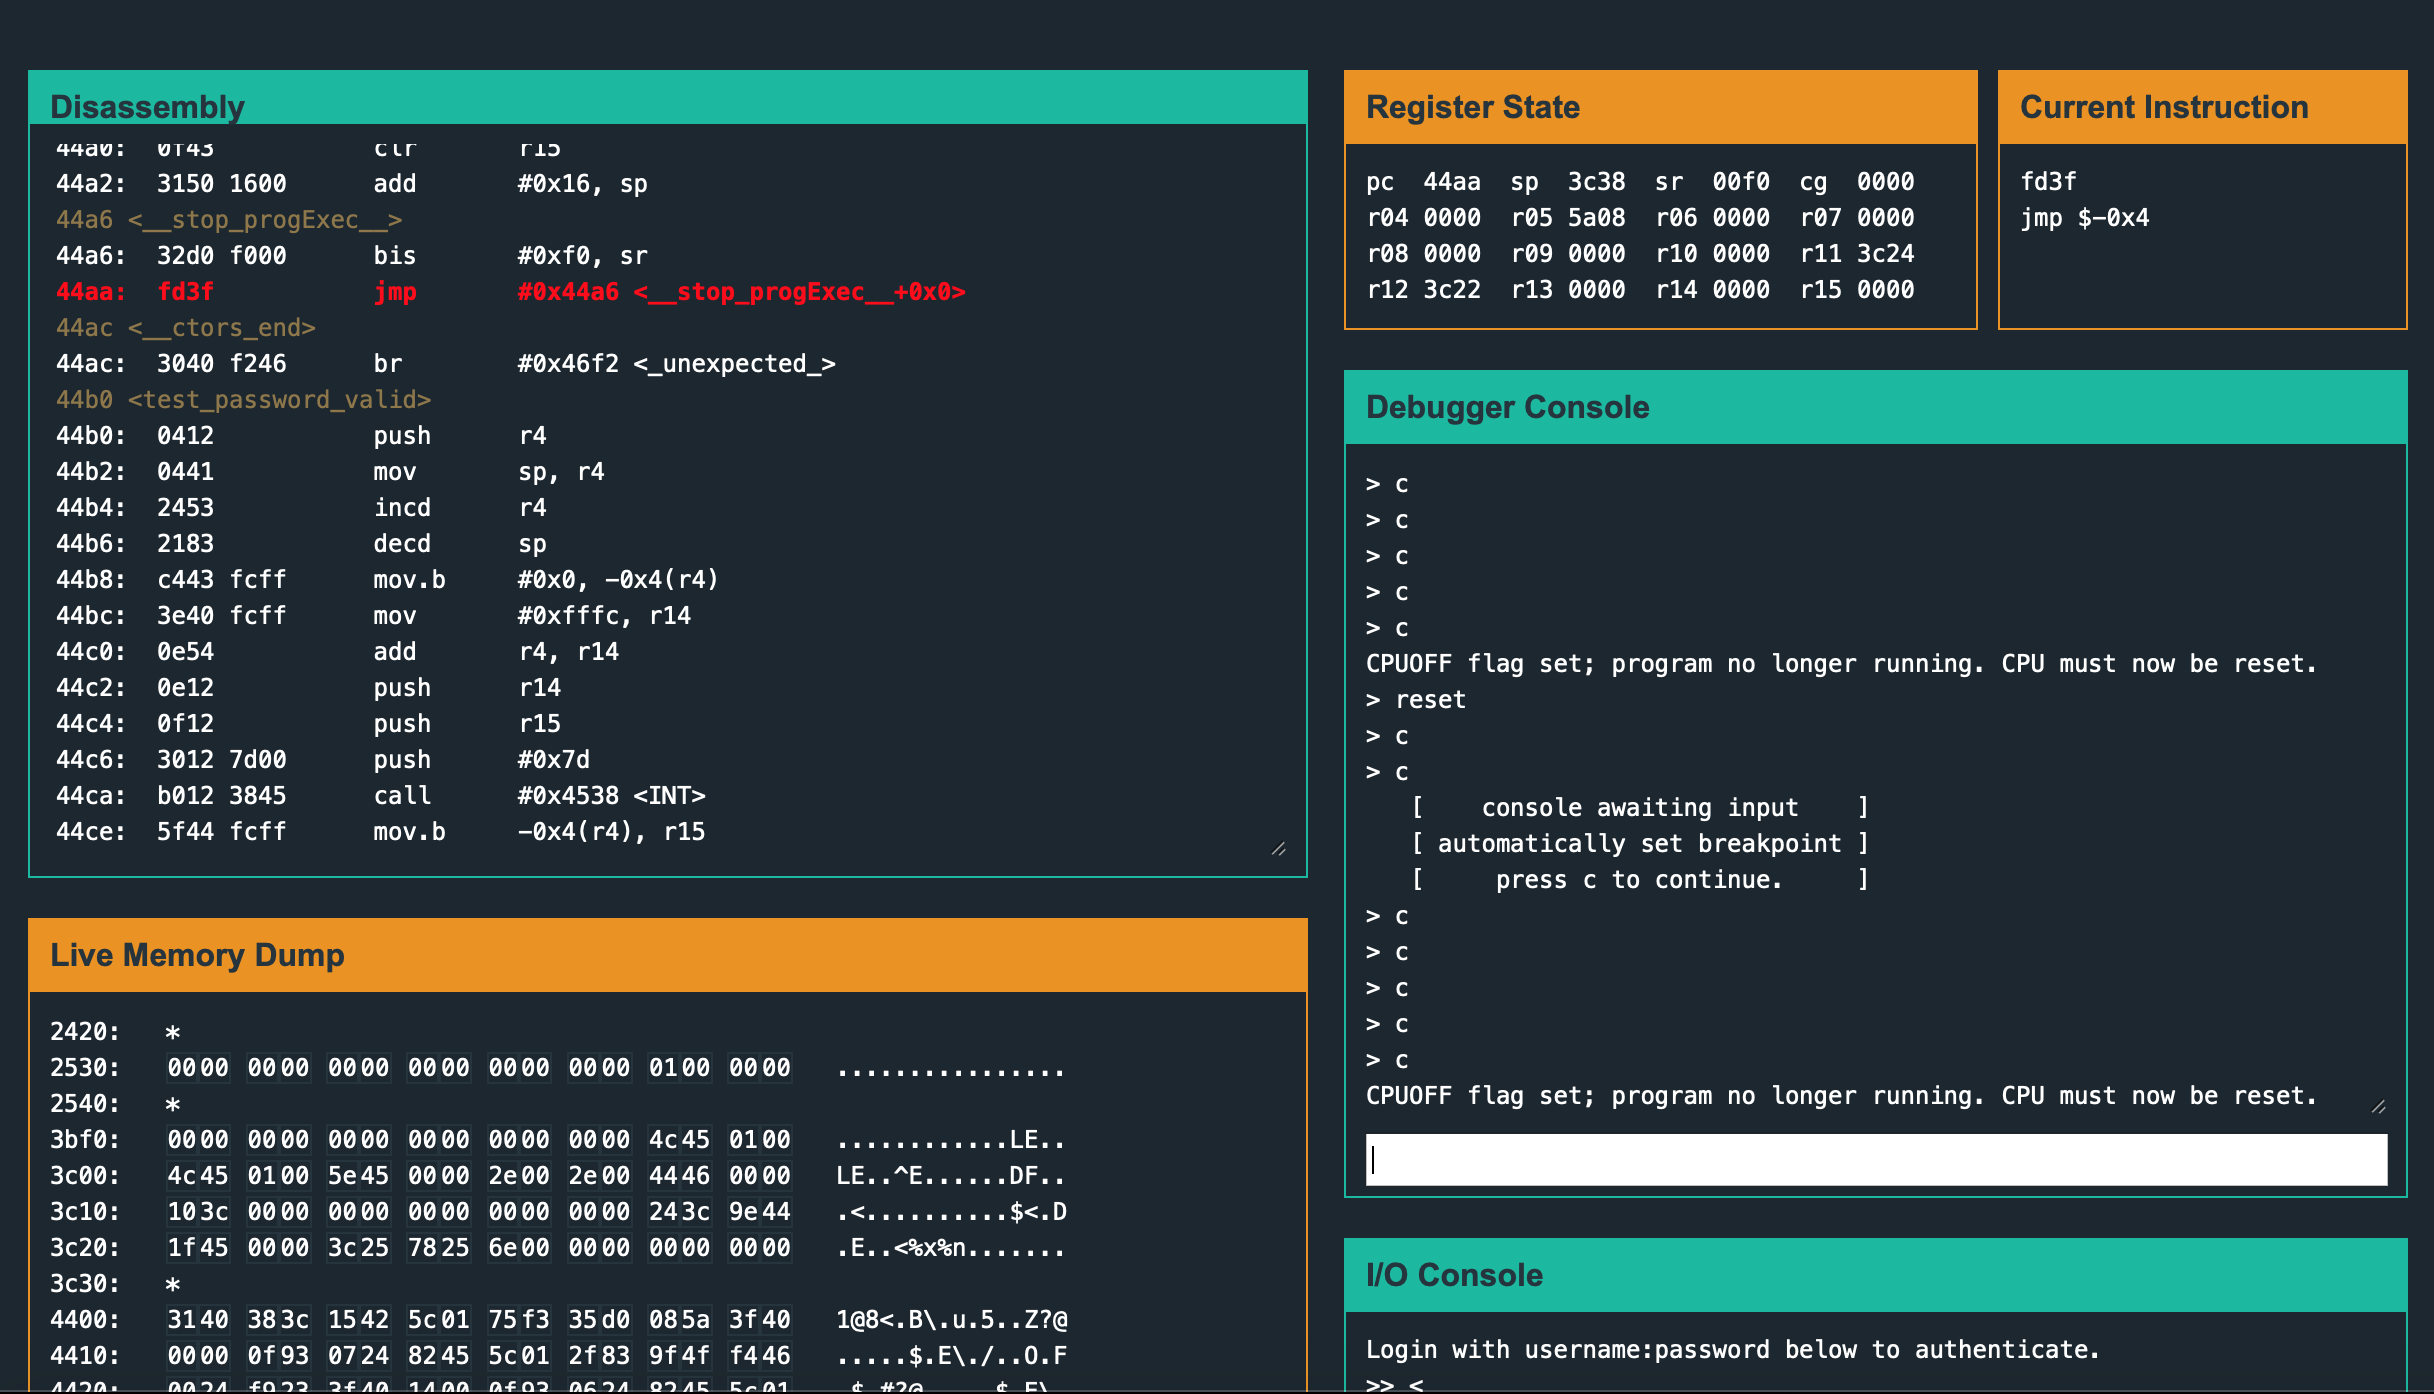 Disassembly
44a0: 0f43 clr r15
44a2: 3150 1600 add #0x16, sp
44a6 <__stop_progExec__>
44a6: 32d0 f000 bis #0xf0, sr
44aa: fd3f jmp #0x44a6 <__stop_progExec__+0x0>
44ac <__ctors_end>
44ac: 3040 f246 br #0x46f2 <_unexpected_>
44b0 <test_password_valid>
44b0: 0412 push r4
44b2: 0441 mov sp, r4
44b4: 2453 incd r4
44b6: 2183 decd sp
44b8: c443 fcff mov.b #0x0, -0x4(r4)
44bc: 3e40 fcff mov #0xfffc, r14
44c0: 0e54 add r4, r14
44c2: 0e12 push r14
44c4: 0f12 push r15
44c6: 3012 7d00 push #0x7d
44ca: b012 3845 call #0x4538 <INT>
44ce: 5f44 fcff mov.b -0x4(r4), r15
Live Memory Dump
2420: *
2530: 0000 0000 0000 0000 0000 0000 0100 0000 ................
2540: *
3bf0: 0000 0000 0000 0000 0000 0000 4c45 0100 ............LE..
3c00: 4c45 0100 5e45 0000 2e00 2e00 4446 0000 LE..^E......DF..
3c10: 103c 0000 0000 0000 0000 0000 243c 9e44 .<..........$<.D
3c20: 1f45 0000 3c25 7825 6e00 0000 0000 0000 .E..<%x%n.......
3c30: *
4400: 3140 383c 1542 5c01 75f3 35d0 085a 3f40 1@8<.B\.u.5..Z?@
4410: 0000 0f93 0724 8245 5c01 2f83 9f4f f446 .....$.E\./..O.F
4420: 0024 f923 3f40 1400 0f93 0624 8245 5c01 .$.#?@.....$.E\.
Register State
pc 44aa sp 3c38 sr 00f0 cg 0000
r04 0000 r05 5a08 r06 0000 r07 0000
r08 0000 r09 0000 r10 0000 r11 3c24
r12 3c22 r13 0000 r14 0000 r15 0000
Current Instruction
fd3f
jmp $-0x4
Debugger Console
> c
> c
> c
> c
> c
CPUOFF flag set; program no longer running. CPU must now be reset.
> reset
> c
> c
[ console awaiting input ]
[ automatically set breakpoint ]
[ press c to continue. ]
> c
> c
> c
> c
> c
CPUOFF flag set; program no longer running. CPU must now be reset.
I/O Console
Login with username:password below to authenticate.
>> <